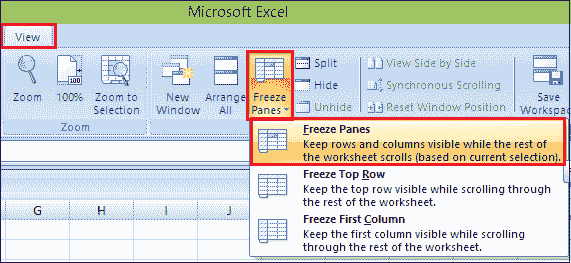 Microsoft Excel
View
Zoom
100%
Zoom to
Selection
Zoom
New
Window
Arrange
All
Freeze
Panes
Split
Hide
Unhide
View Side by Side
Synchronous Scrolling
Reset Window Position
Save
Workspa
Freeze Panes
Keep rows and columns visible while the rest of
the worksheet scrolls (based on current selection).
Freeze Top Row
Keep the top row visible while scrolling through
the rest of the worksheet.
Freeze First Column
Keep the first column visible while scrolling
through the rest of the worksheet.
G H I J